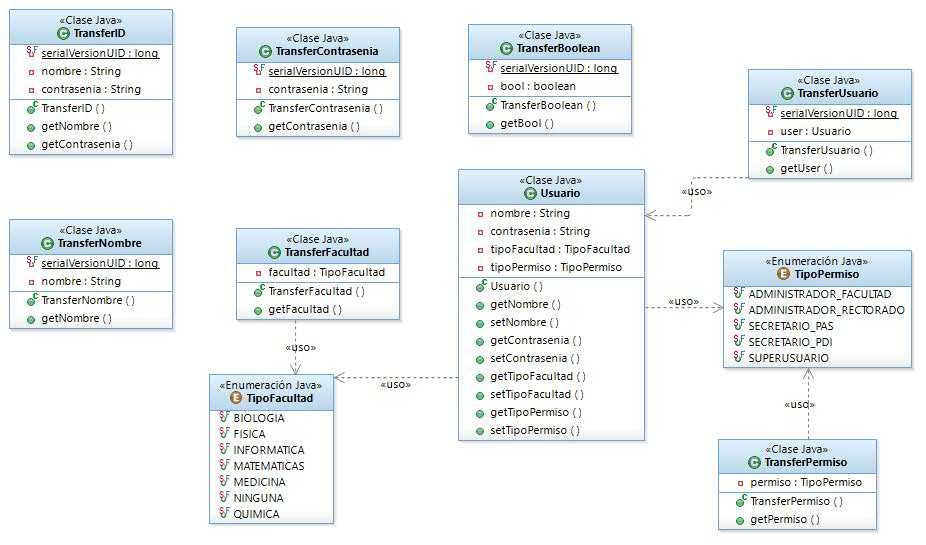 «Clase Java»
TransferID
serialVersionUID : long
nombre : String
contrasenia : String
TransferID ( )
getNombre ( )
getContrasenia ( )
«Clase Java»
TransferContrasenia
serialVersionUID : long
contrasenia : String
TransferContrasenia ( )
getContrasenia ( )
«Clase Java»
TransferBoolean
serialVersionUID : long
bool : boolean
TransferBoolean ( )
getBool ( )
«Clase Java»
TransferUsuario
serialVersionUID : long
user : Usuario
TransferUsuario ( )
getUser ( )
«uso»
«Clase Java»
TransferNombre
serialVersionUID : long
nombre : String
TransferNombre ( )
getNombre ( )
«Clase Java»
TransferFacultad
facultad : TipoFacultad
TransferFacultad ( )
getFacultad ( )
«uso»
«Clase Java»
Usuario
nombre : String
contrasenia : String
tipoFacultad : TipoFacultad
tipoPermiso : TipoPermiso
Usuario ( )
getNombre ( )
setNombre ( )
getContrasenia ( )
setContrasenia ( )
getTipoFacultad ( )
setTipoFacultad ( )
getTipoPermiso ( )
setTipoPermiso ( )
«uso»
«uso»
«Enumeración Java»
TipoPermiso
ADMINISTRADOR_FACULTAD
ADMINISTRADOR_RECTORADO
SECRETARIO_PAS
SECRETARIO_PDI
SUPERUSUARIO
«Enumeración Java»
TipoFacultad
BIOLOGIA
FISICA
INFORMATICA
MATEMATICAS
MEDICINA
NINGUNA
QUIMICA
«uso»
«Clase Java»
TransferPermiso
permiso : TipoPermiso
TransferPermiso ( )
getPermiso ( )